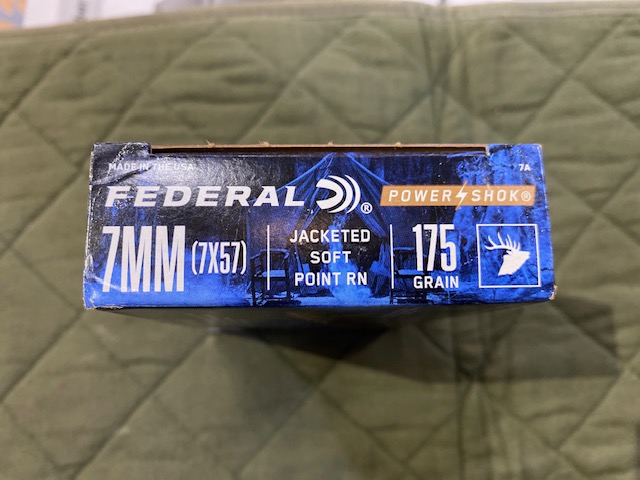 MADE IN THE USA
7A
FEDERAL ®
POWER SHOK®
7MM (7X57)
JACKETED
SOFT
POINT RN
175
GRAIN